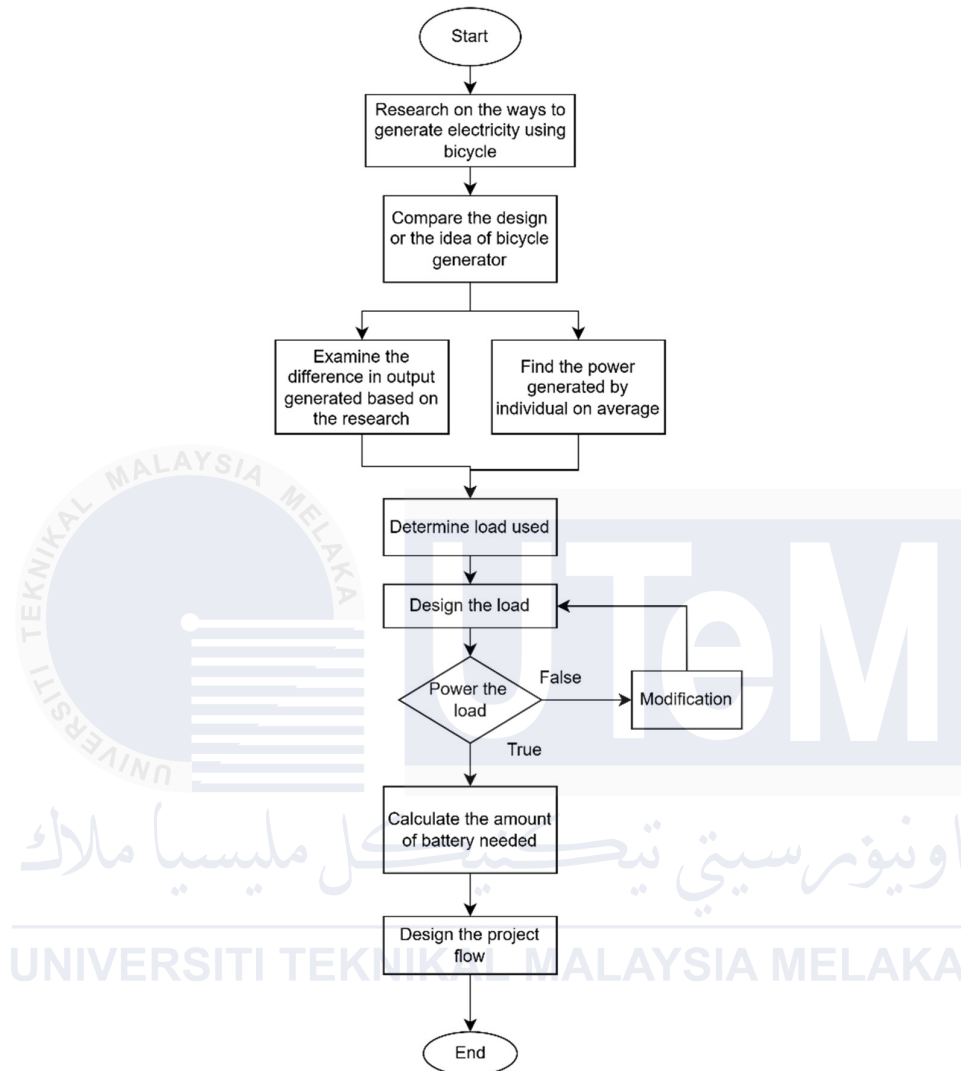 Start
Research on the ways to
generate electricity using
bicycle
Compare the design
or the idea of bicycle
generator
Examine the
difference in output
generated based on
the research
Find the power
generated by
individual on average
Determine load used
Design the load
Power the
load
False
Modification
True
Calculate the amount
of battery needed
Design the project
flow
End
UNIVERSITI TEKNIKAL MALAYSIA MELAKA
UTeM
اونيۏرسيتي تيكنيكل مليسيا ملاك
UNIVERSITI TEKNIKAL MALAYSIA MELAKA